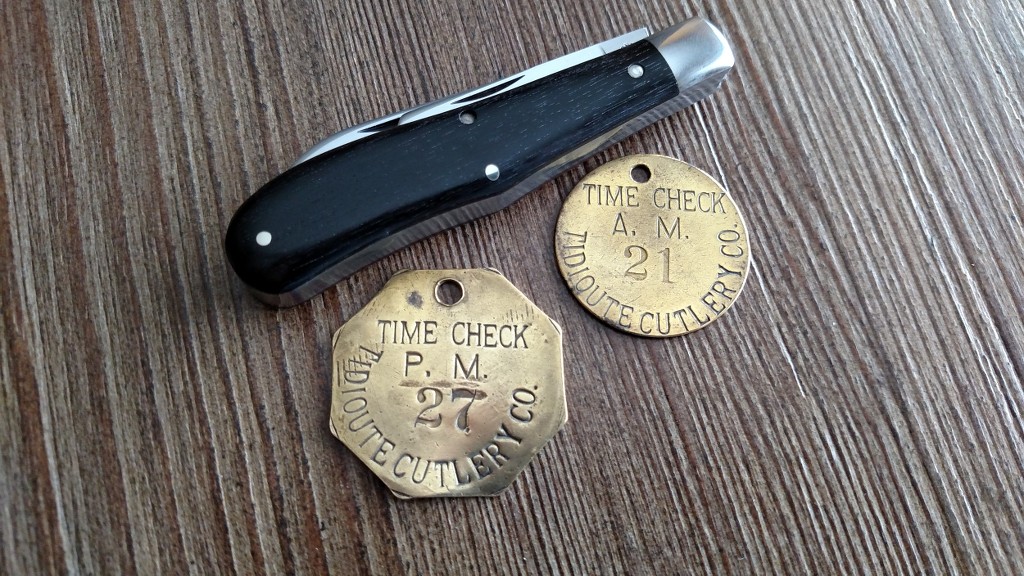 TIME CHECK
A. M.
21
TIDIOUTE CUTLERY CO.
TIME CHECK
P. M.
27
TIDIOUTE CUTLERY CO.